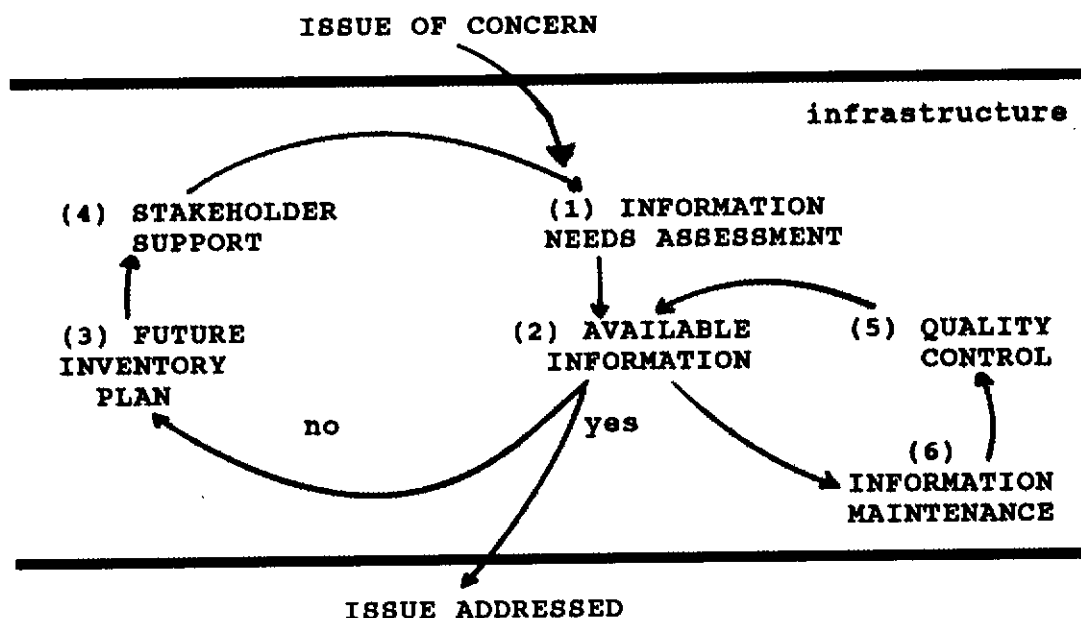 ISSUE OF CONCERN
infrastructure
(4) STAKEHOLDER
SUPPORT
(1) INFORMATION
NEEDS ASSESSMENT
(3) FUTURE
INVENTORY
PLAN
(2) AVAILABLE
INFORMATION
(5) QUALITY
CONTROL
no
yes
(6)
INFORMATION
MAINTENANCE
ISSUE ADDRESSED